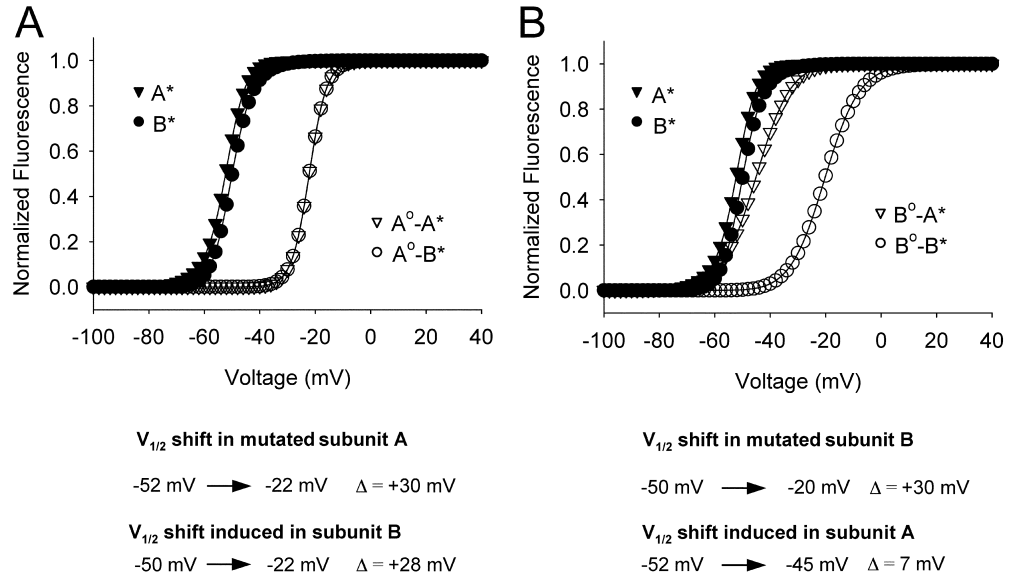 A
Normalized Fluorescence
1.0
0.8
0.6
0.4
0.2
0.0
A*
B*
A°-A*
A°-B*
-100 -80 -60 -40 -20 0 20 40
Voltage (mV)
V1/2 shift in mutated subunit A
-52 mV -22 mV Δ = +30 mV
V1/2 shift induced in subunit B
-50 mV -22 mV Δ = +28 mV
B
Normalized Fluorescence
1.0
0.8
0.6
0.4
0.2
0.0
A*
B*
B°-A*
B°-B*
-100 -80 -60 -40 -20 0 20 40
Voltage (mV)
V1/2 shift in mutated subunit B
-50 mV -20 mV Δ = +30 mV
V1/2 shift induced in subunit A
-52 mV -45 mV Δ = 7 mV